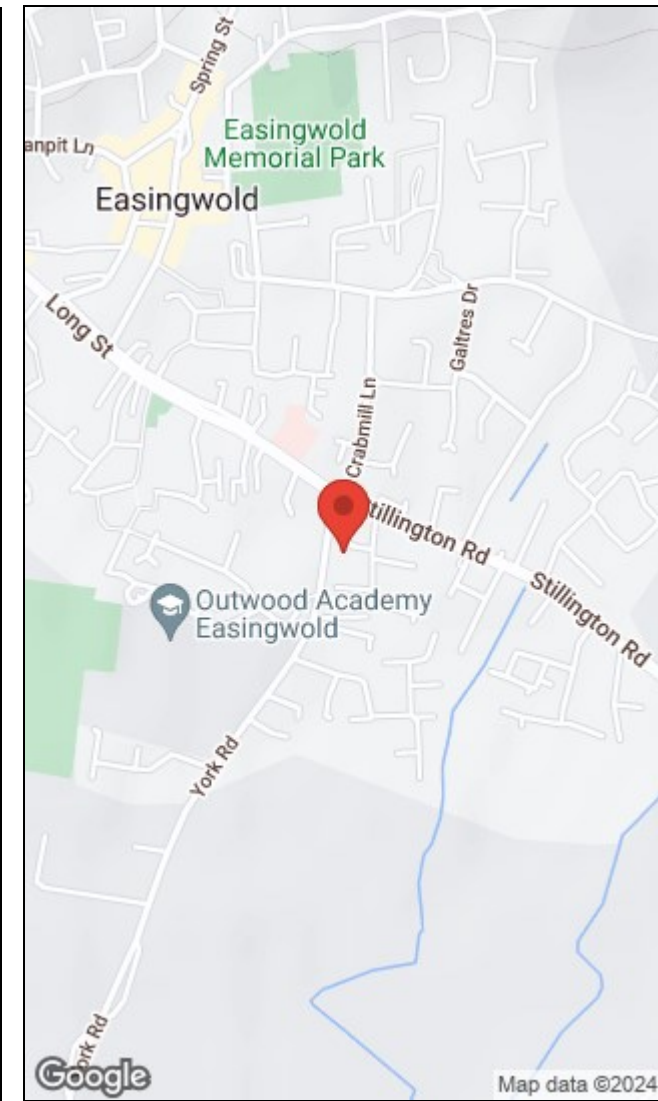 Spring St
Easingwold
Memorial Park
anpit Ln
Easingwold
Galtres Dr
Long St
Crabmill Ln
tillington Rd
Stillington Rd
Outwood Academy
Easingwold
York Rd
ork Rd
Google
Map data ©2024